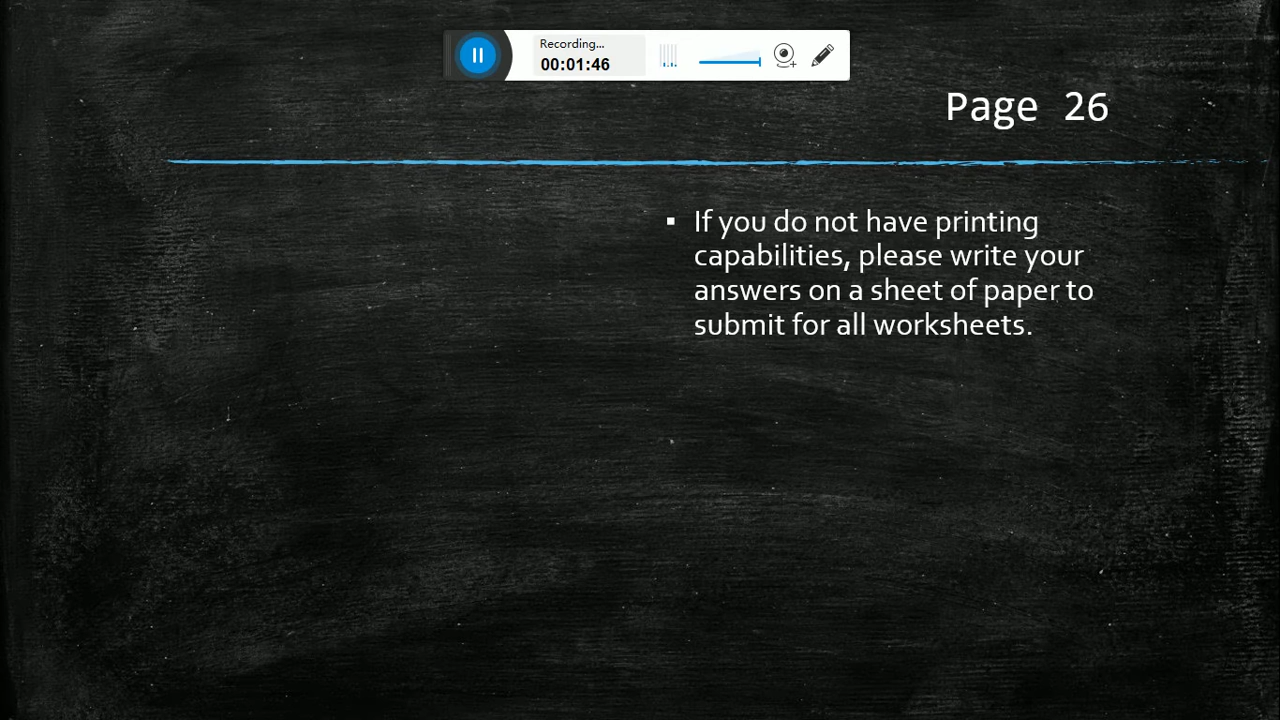 Recording...
00:01:46
Page 26
▪ If you do not have printing
capabilities, please write your
answers on a sheet of paper to
submit for all worksheets.